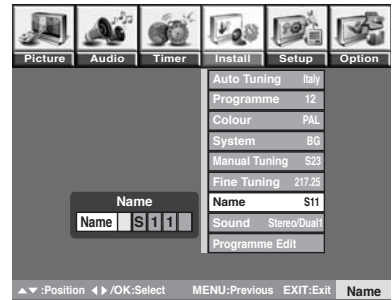 Picture Audio Timer Install Setup Option
Auto Tuning Italy
Programme 12
Colour PAL
System BG
Manual Tuning S23
Fine Tuning 217.25
Name S11
Sound Stereo/Dual1
Programme Edit
Name
Name S 1 1
▲▼ :Position ◀ ▶ /OK:Select MENU:Previous EXIT:Exit Name